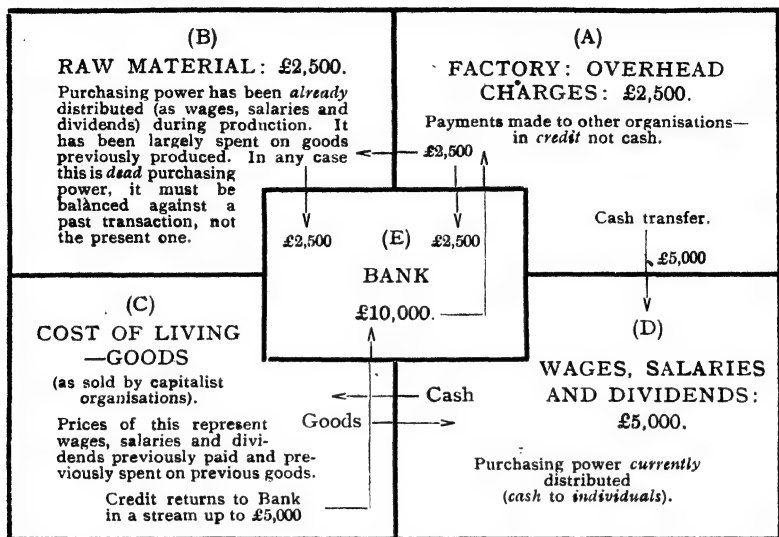 (B)
RAW MATERIAL: £2,500.
Purchasing power has been already
distributed (as wages, salaries and
dividends) during production. It
has been largely spent on goods
previously produced. In any case
this is dead purchasing
power, it must be
balanced against a
past transaction, not
the present one.
(A)
FACTORY: OVERHEAD
CHARGES: £2,500.
Payments made to other organisations—
in credit not cash.
£2,500
Cash transfer.
£5,000
£2,500
(E)
£2,500
BANK
£10,000.
(C)
COST OF LIVING
—GOODS
(as sold by capitalist
organisations).
Prices of this represent
wages, salaries and divi-
dends previously paid and pre-
viously spent on previous goods.
Credit returns to Bank
in a stream up to £5,000
Cash
Goods
(D)
WAGES, SALARIES
AND DIVIDENDS:
£5,000.
Purchasing power currently
distributed
(cash to individuals).